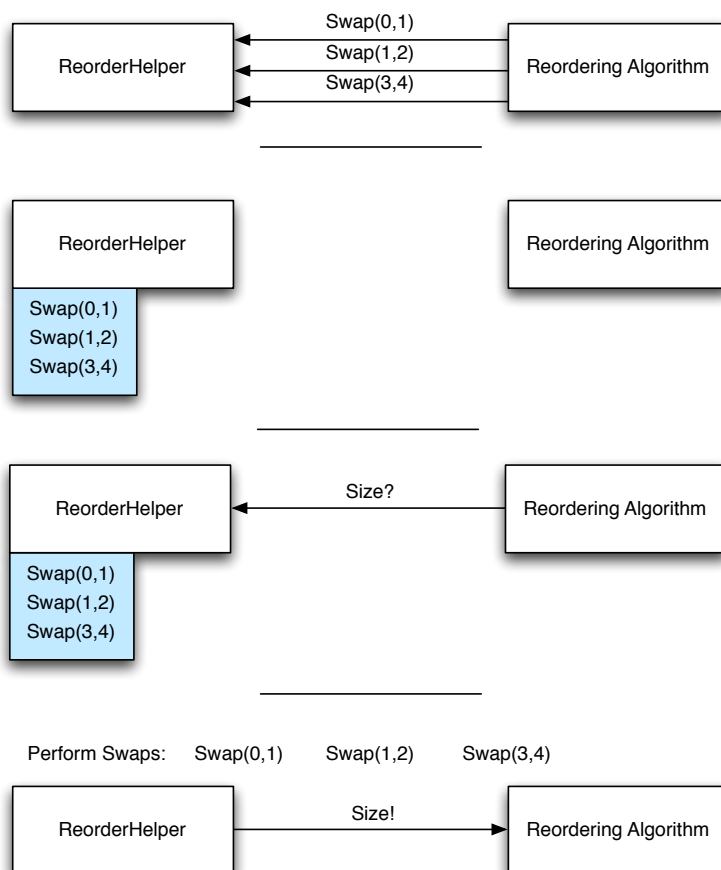 Swap(0,1)
ReorderHelper
Swap(1,2)
Reordering Algorithm
Swap(3,4)
ReorderHelper
Reordering Algorithm
Swap(0,1)
Swap(1,2)
Swap(3,4)
ReorderHelper
Size?
Reordering Algorithm
Swap(0,1)
Swap(1,2)
Swap(3,4)
Perform Swaps: Swap(0,1) Swap(1,2) Swap(3,4)
ReorderHelper
Size!
Reordering Algorithm